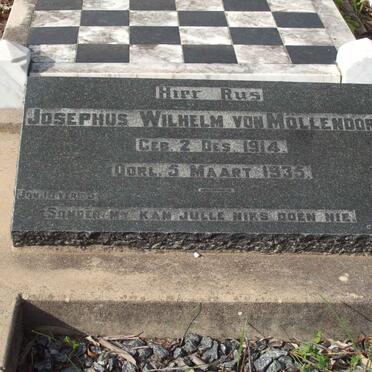 HIER RUS
JOSEPHUS WILHELM VON MOLLENDOR
GEB. 2 DES. 1914.
OORL. 5 MAART 1935.
SONDER MY KAN JULLE NIKS DOEN NIE.